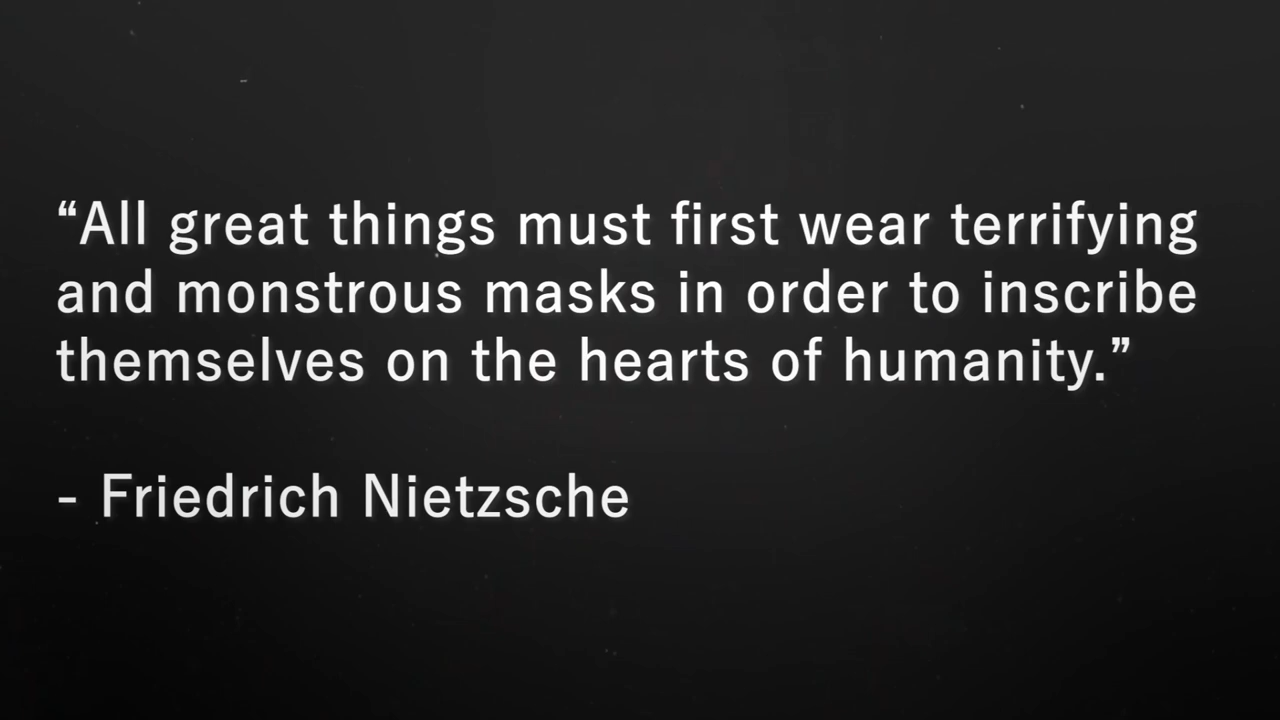 “All great things must first wear terrifying
and monstrous masks in order to inscribe
themselves on the hearts of humanity.”
- Friedrich Nietzsche